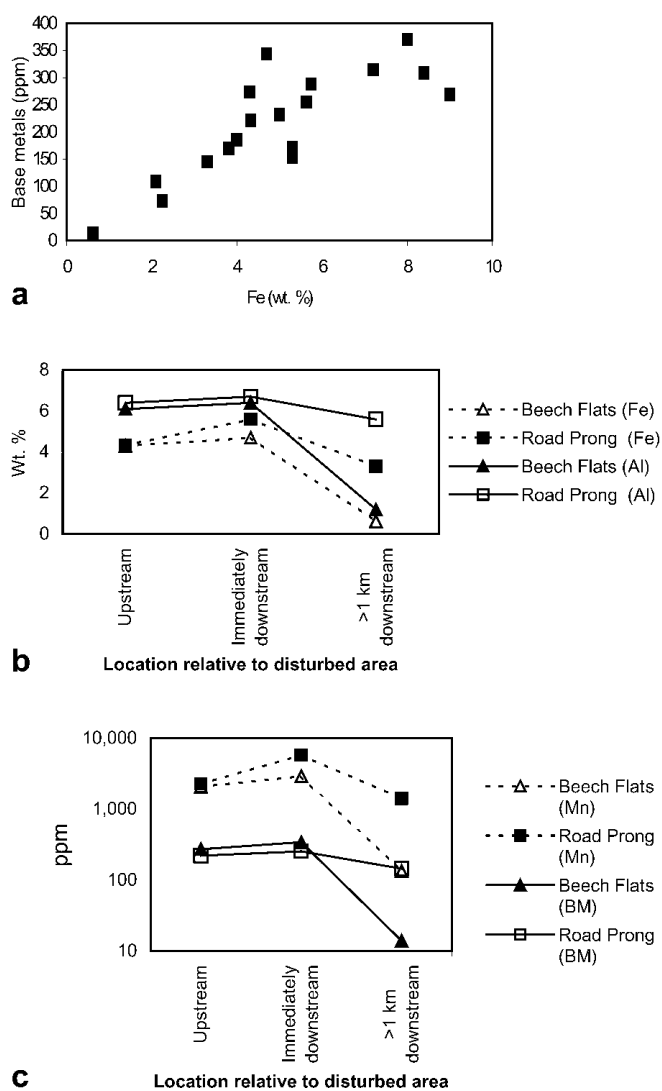 400
350
300
250
200
150
100
50
0
Base metals (ppm)
0 2 4 6 8 10
Fe (wt. %)
a
8
6
4
2
0
Wt. %
Upstream
Immediately
downstream
>1 km
downstream
Location relative to disturbed area
Beech Flats (Fe)
Road Prong (Fe)
Beech Flats (Al)
Road Prong (Al)
b
10,000
1,000
100
10
ppm
Upstream
Immediately
downstream
>1 km
downstream
Location relative to disturbed area
Beech Flats
(Mn)
Road Prong
(Mn)
Beech Flats
(BM)
Road Prong
(BM)
c